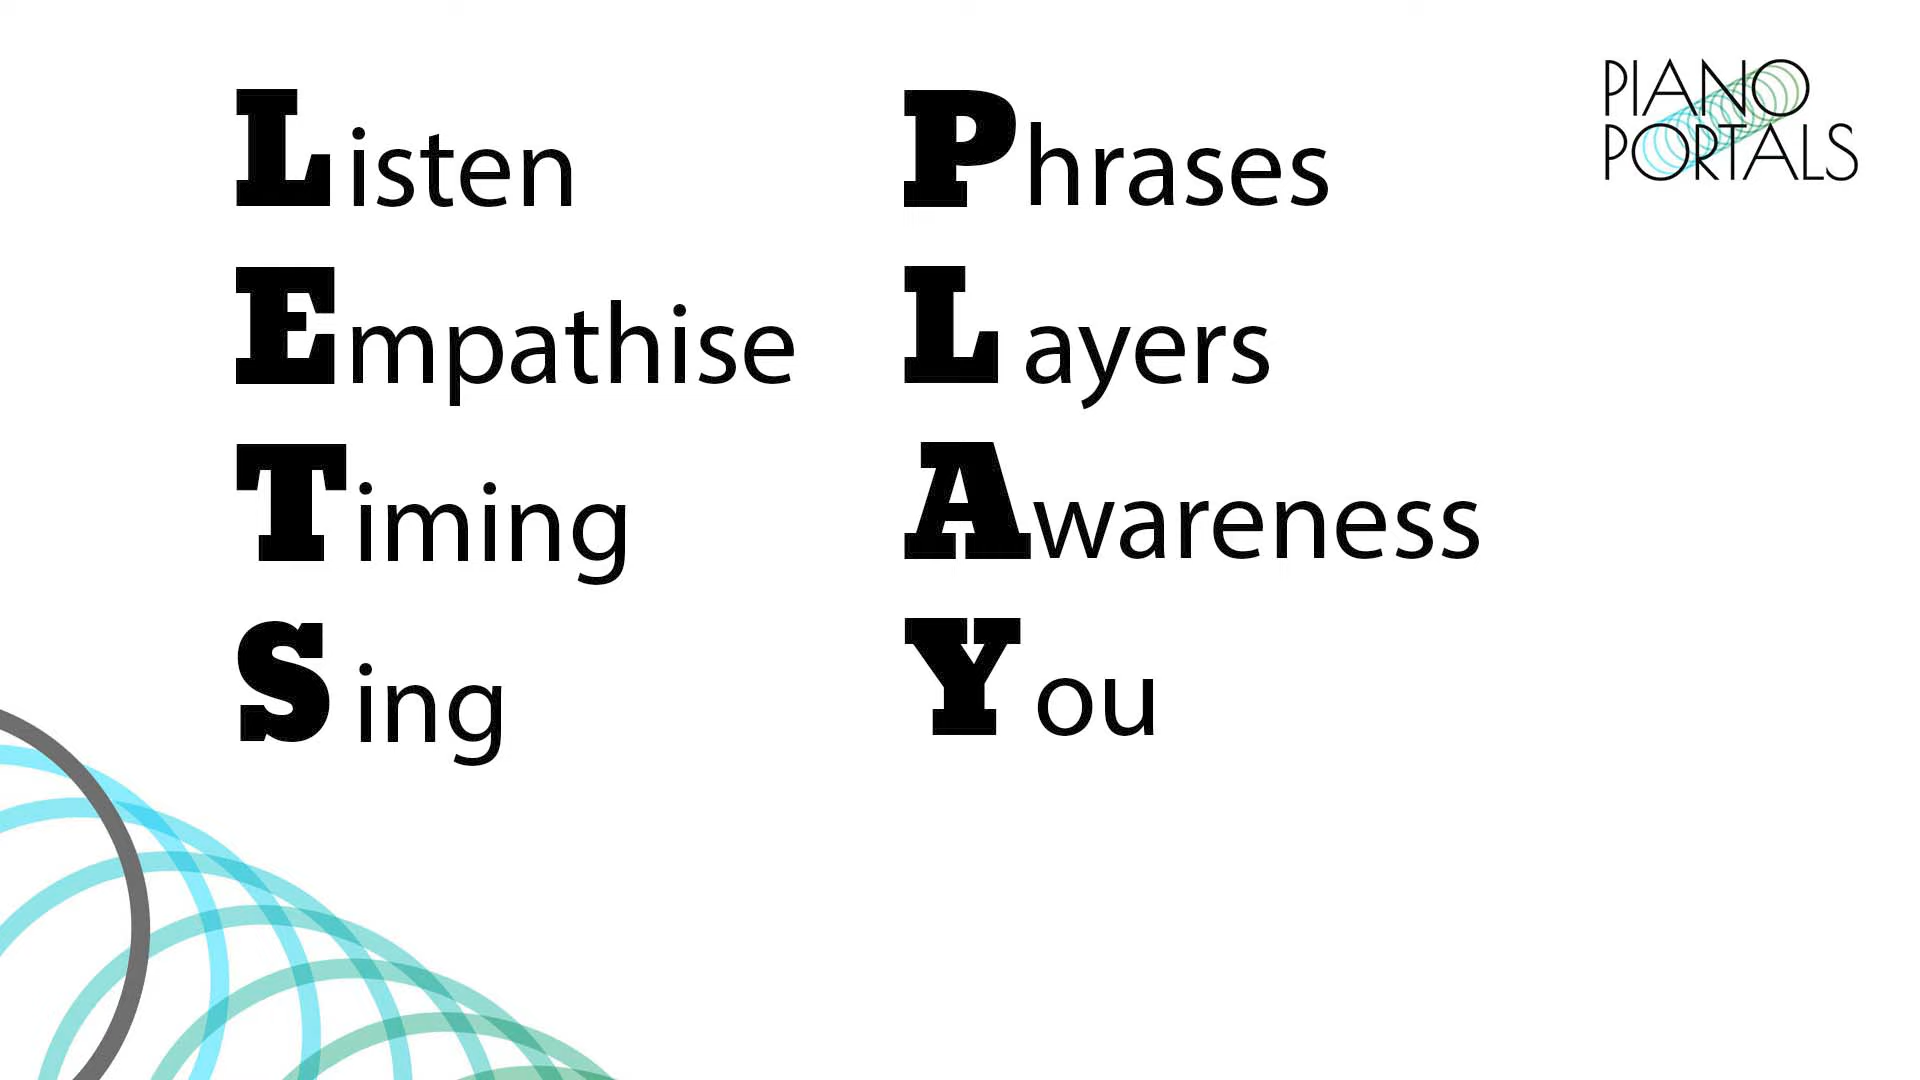 Listen
Empathise
Timing
Sing
Phrases
Layers
Awareness
You
PIANO
PORTALS